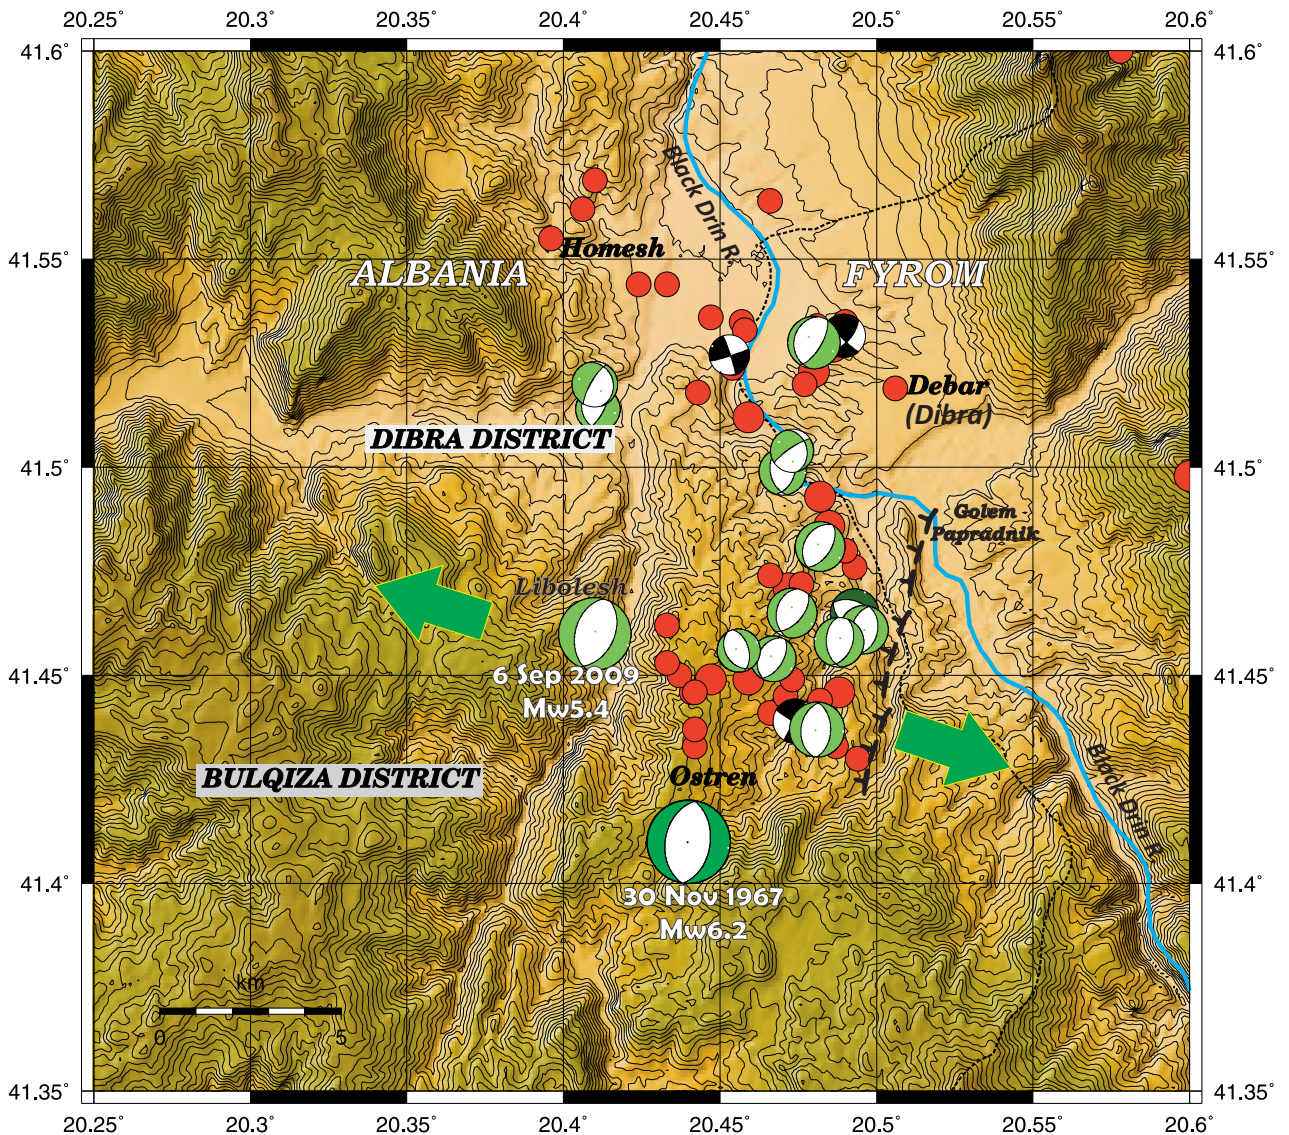 20.25° 20.3° 20.35° 20.4° 20.45° 20.5° 20.55° 20.6°
41.6° 41.6°
Black Drin R.
Homesh
41.55° 41.55°
ALBANIA FYROM
Debar
(Dibra)
DIBRA DISTRICT
41.5° 41.5°
Golem
Papradnik
Libolesh
41.45° 41.45°
6 Sep 2009
Mw5.4
BULQIZA DISTRICT
Ostren
Black Drin R.
41.4° 41.4°
30 Nov 1967
Mw6.2
km
0 5
41.35° 41.35°
20.25° 20.3° 20.35° 20.4° 20.45° 20.5° 20.55° 20.6°